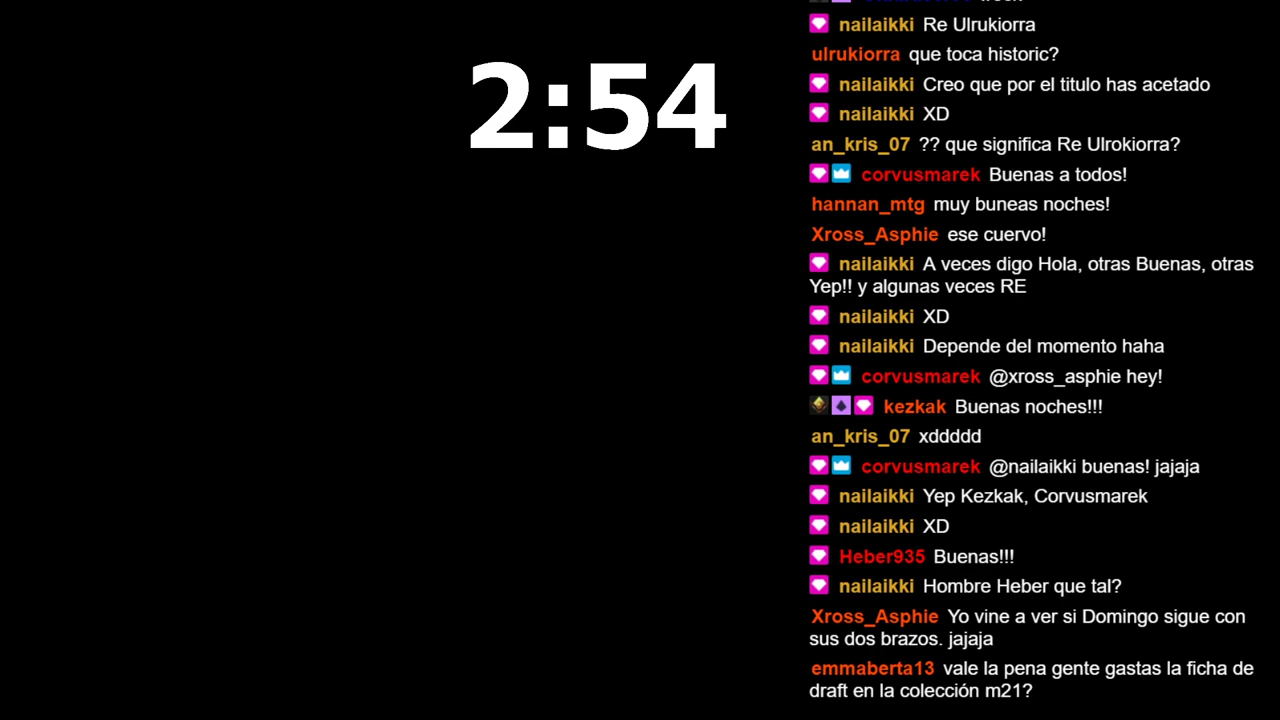 2:54
nailaikki Re Ulrukiorra
ulrukiorra que toca historic?
nailaikki Creo que por el titulo has acetado
nailaikki XD
an_kris_07 ?? que significa Re Ulrokiorra?
corvusmarek Buenas a todos!
hannan_mtg muy buneas noches!
Xross_Asphie ese cuervo!
nailaikki A veces digo Hola, otras Buenas, otras
Yep!! y algunas veces RE
nailaikki XD
nailaikki Depende del momento haha
corvusmarek @xross_asphie hey!
kezkak Buenas noches!!!
an_kris_07 xddddd
corvusmarek @nailaikki buenas! jajaja
nailaikki Yep Kezkak, Corvusmarek
nailaikki XD
Heber935 Buenas!!!
nailaikki Hombre Heber que tal?
Xross_Asphie Yo vine a ver si Domingo sigue con
sus dos brazos. jajaja
emmaberta13 vale la pena gente gastas la ficha de
draft en la colección m21?